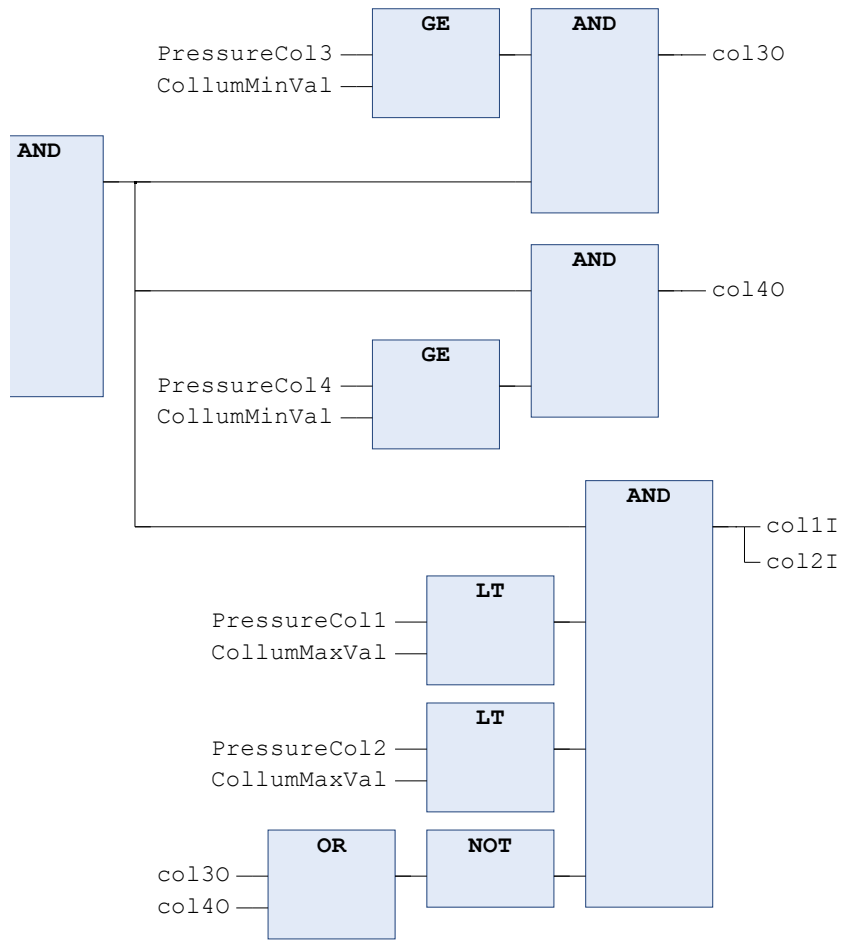 GE
AND
PressureCol3
CollumMinVal
col3O
AND
AND
col4O
GE
PressureCol4
CollumMinVal
AND
col1I
col2I
LT
PressureCol1
CollumMaxVal
LT
PressureCol2
CollumMaxVal
OR
NOT
col3O
col4O